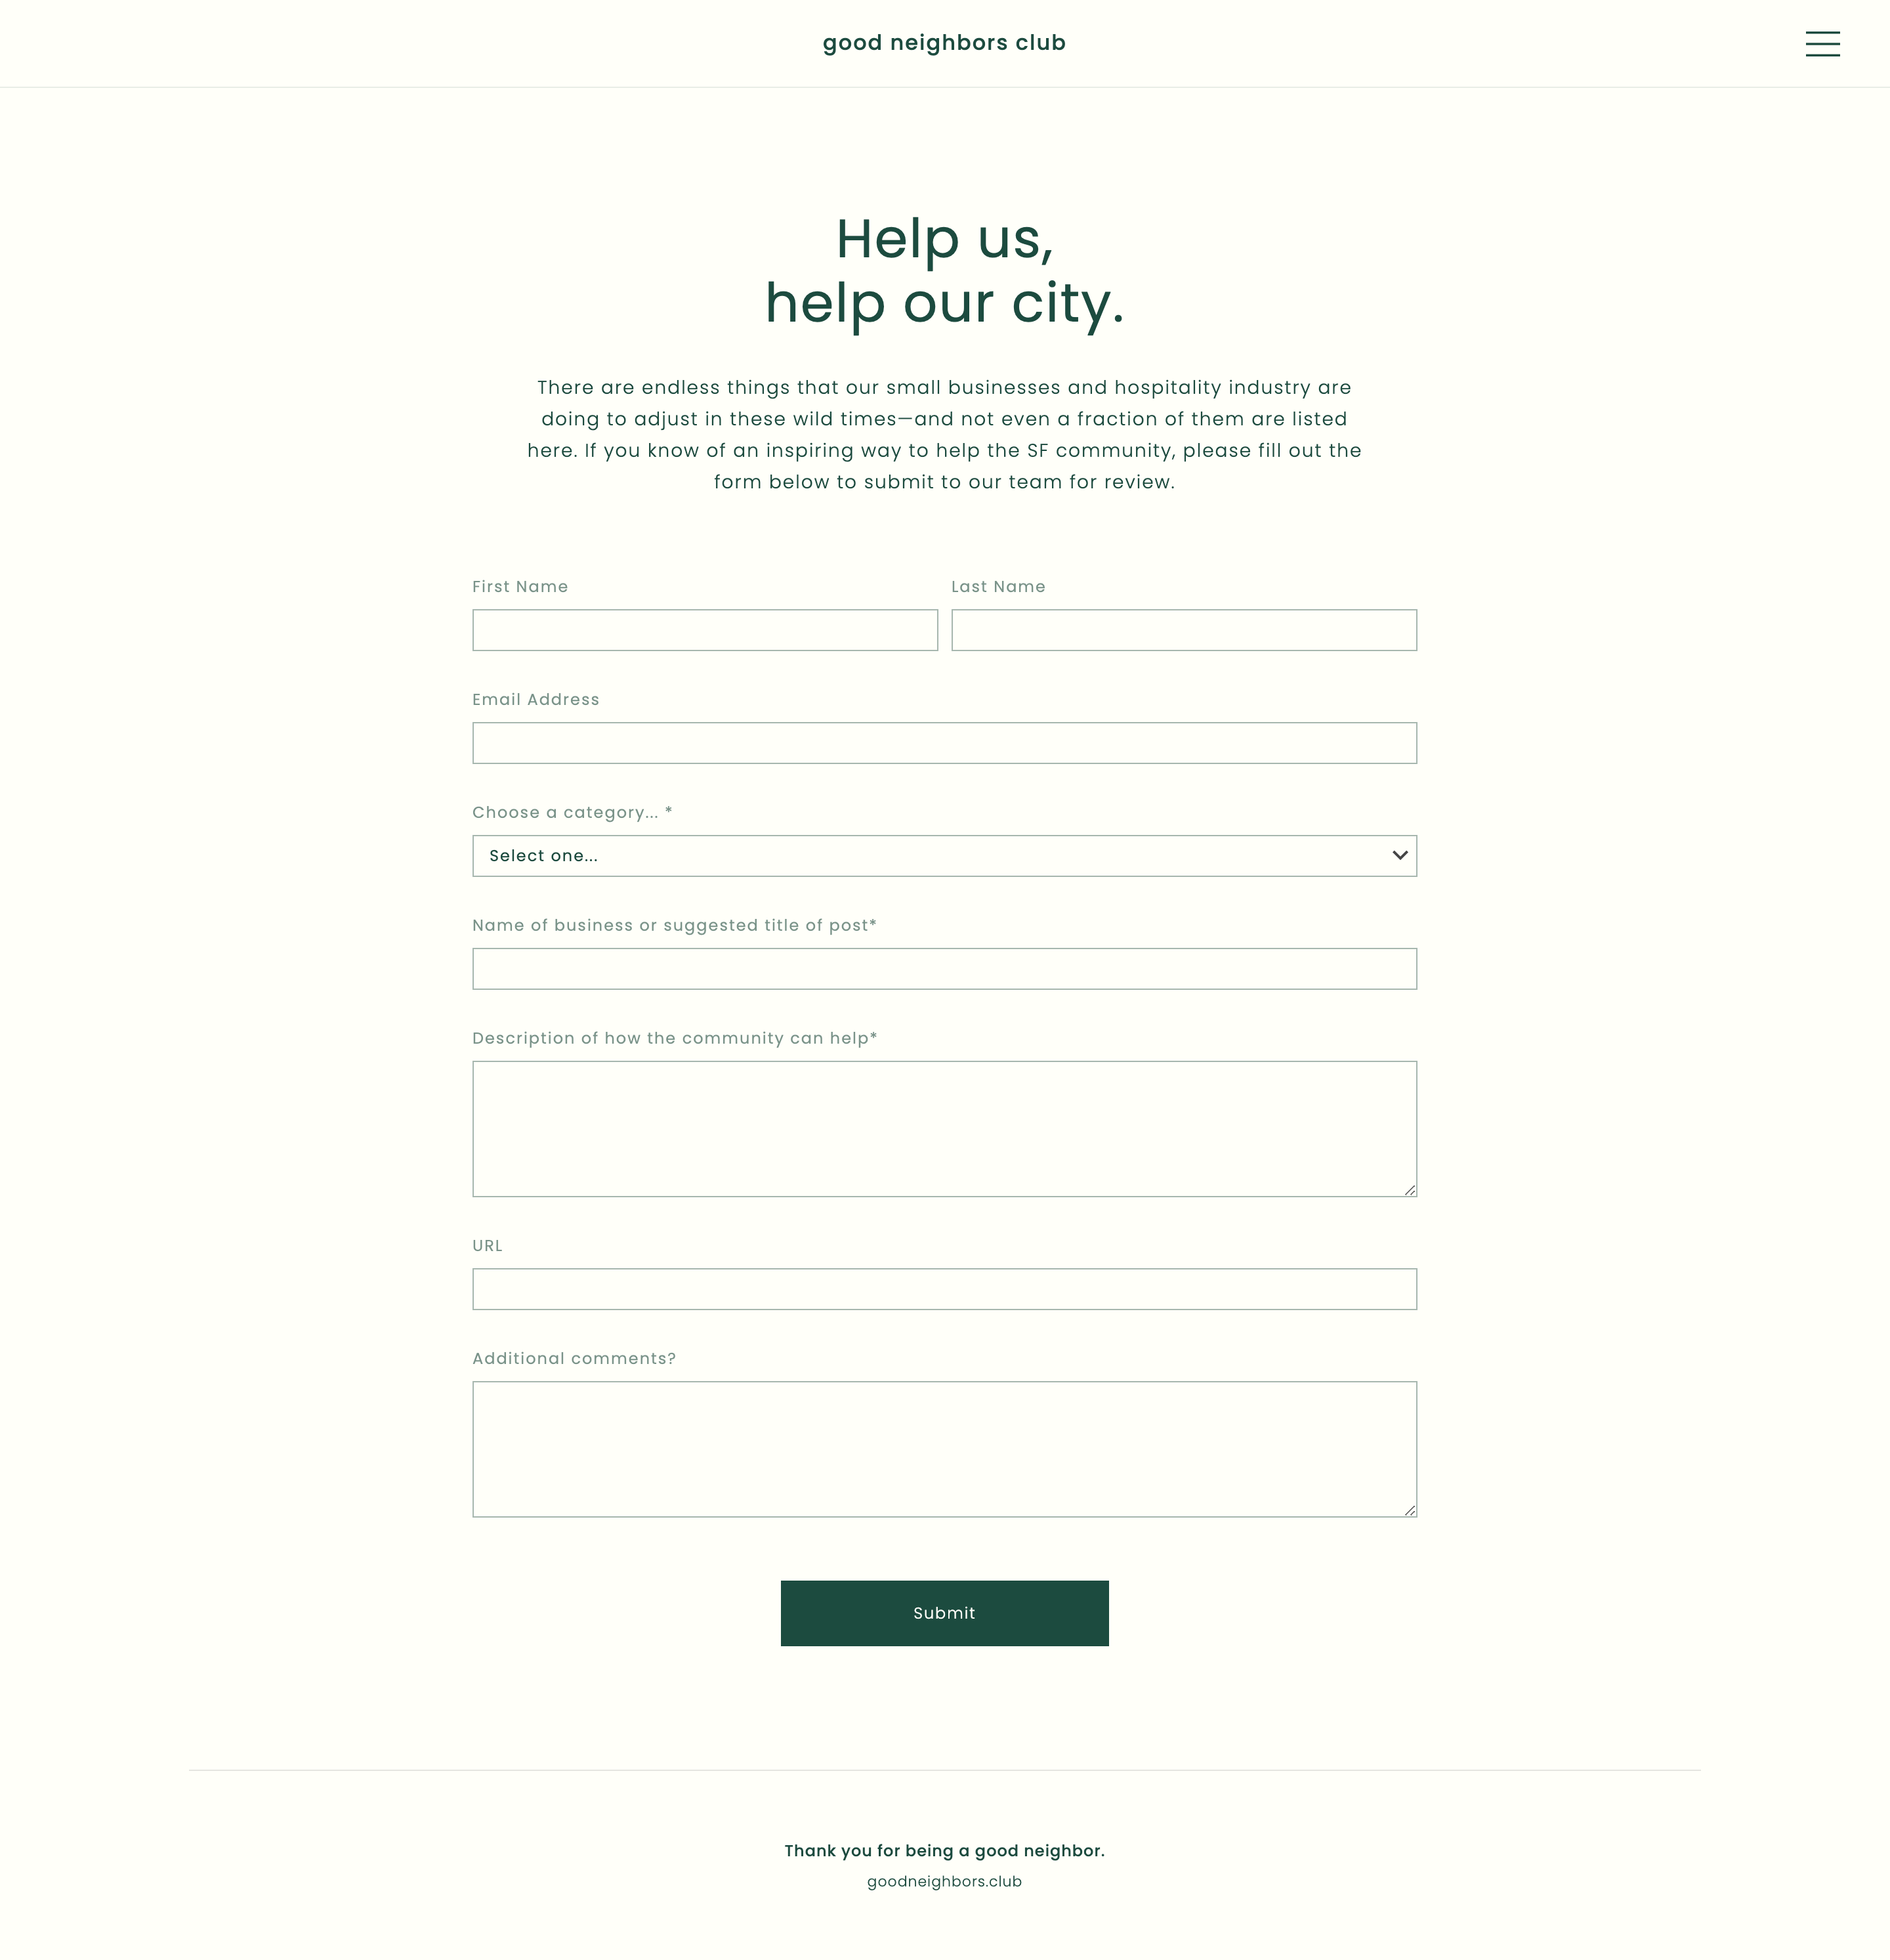 good neighbors club
Help us,
help our city.
There are endless things that our small businesses and hospitality industry are
doing to adjust in these wild times—and not even a fraction of them are listed
here. If you know of an inspiring way to help the SF community, please fill out the
form below to submit to our team for review.
First Name
Last Name
Email Address
Choose a category... *
Select one...
Name of business or suggested title of post*
Description of how the community can help*
URL
Additional comments?
Submit
Thank you for being a good neighbor.
goodneighbors.club